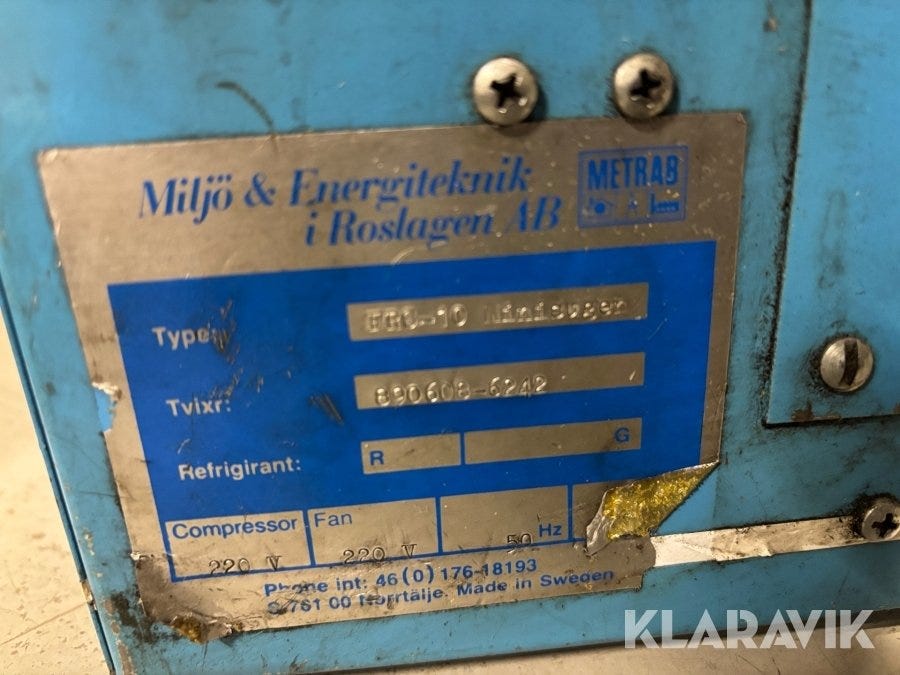 Miljö & Energiteknik
i Roslagen AB
METRAB
Type:
-10 Minisugen
Tvixr:
890608-6242
Refrigirant:
R
G
Compressor
220 V
Fan
220 V
50 Hz
Phone int: 46(0)176-18193
S-761 00 Norrtälje. Made in Sweden
KLARAVIK